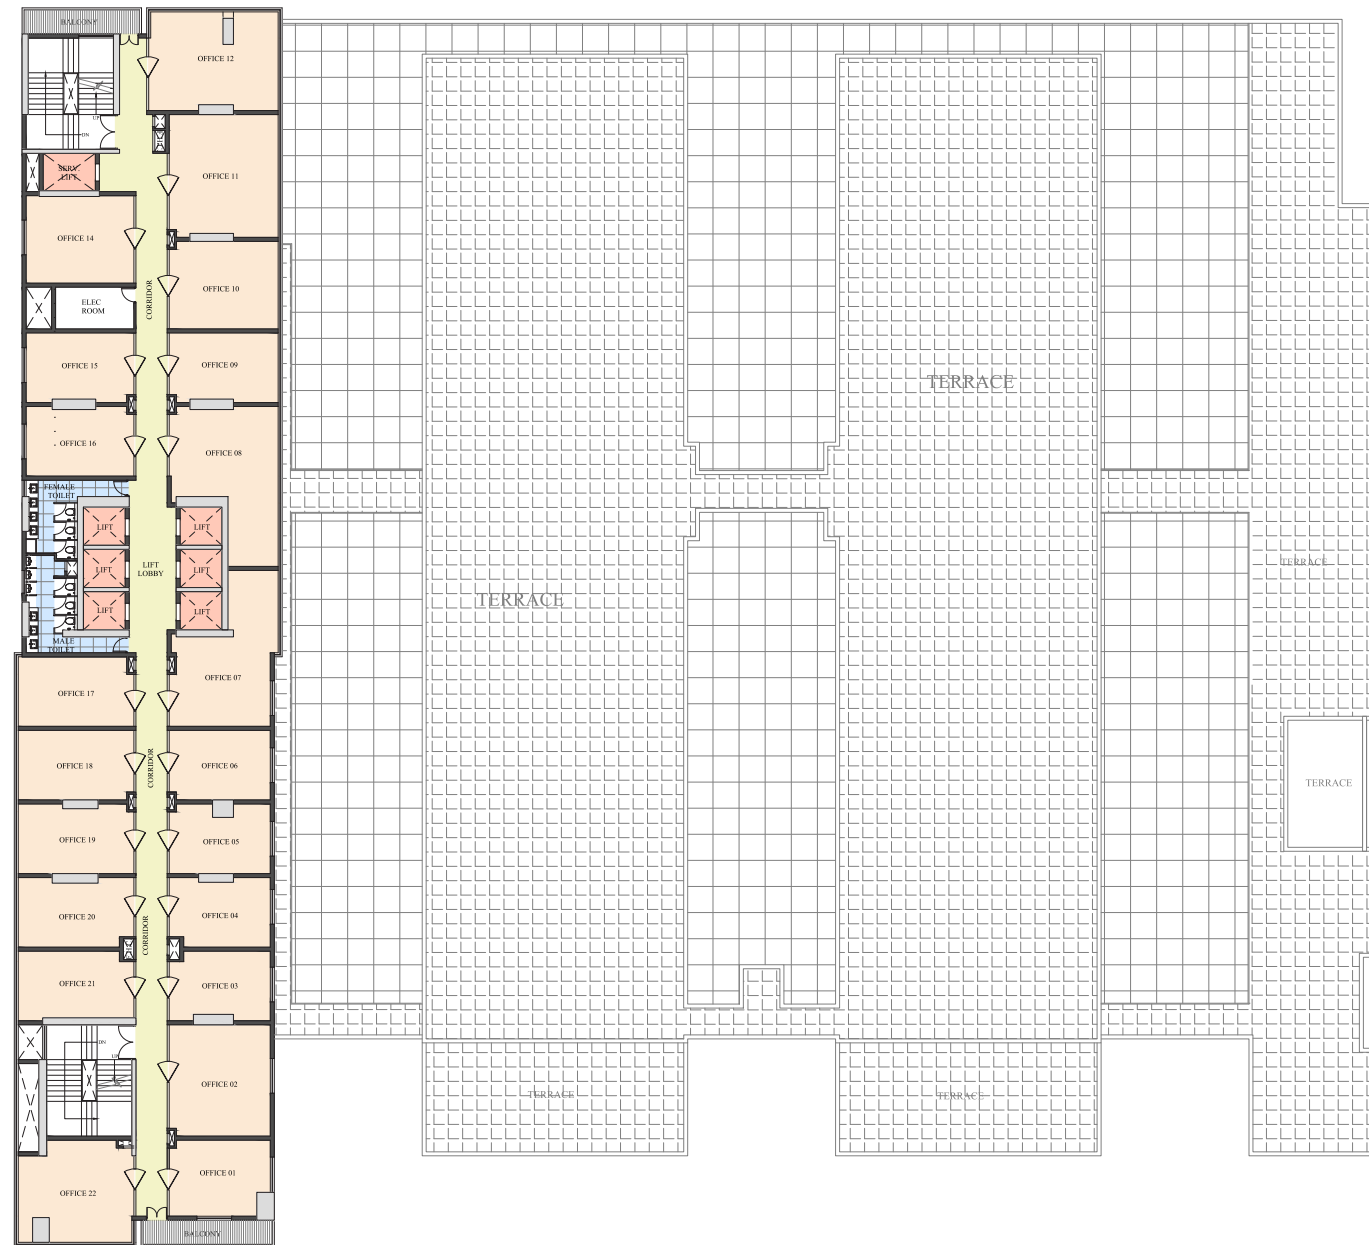 BALCONY
OFFICE 12
UP
DN
SERV.
LIFT
OFFICE 11
OFFICE 14
OFFICE 10
ELEC
ROOM
CORRIDOR
OFFICE 15
OFFICE 09
OFFICE 16
OFFICE 08
FEMALE
TOILET
LIFT
LIFT
LIFT
LIFT
LIFT
LOBBY
LIFT
LIFT
MALE
TOILET
OFFICE 17
OFFICE 07
OFFICE 18
CORRIDOR
OFFICE 06
OFFICE 19
OFFICE 05
OFFICE 20
CORRIDOR
OFFICE 04
OFFICE 21
OFFICE 03
DN
UP
OFFICE 02
OFFICE 22
OFFICE 01
BALCONY
TERRACE
TERRACE
TERRACE
TERRACE
TERRACE
TERRACE